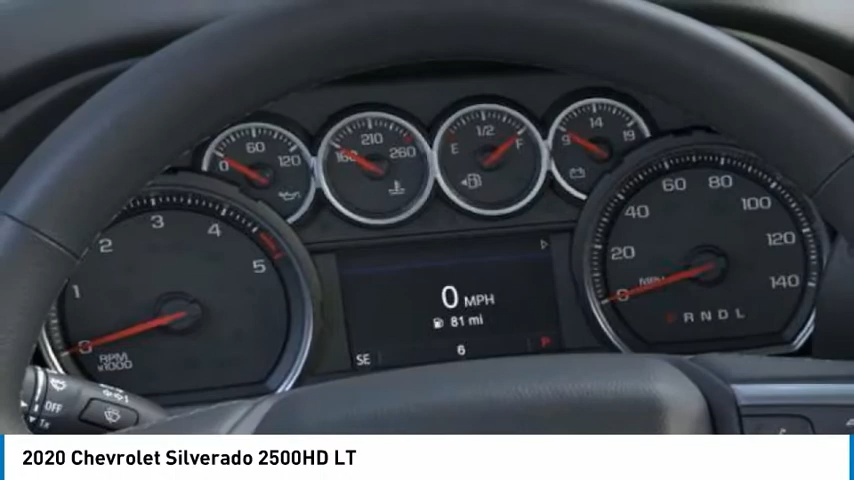 0 60 120
160 210 260
E 1/2 F
9 14 19
1 2 3 4 5
RPM
x1000
0 MPH
81 mi
SE 6 P
0 20 40 60 80 100 120 140
MPH
P R N D L
OFF
1x
2020 Chevrolet Silverado 2500HD LT